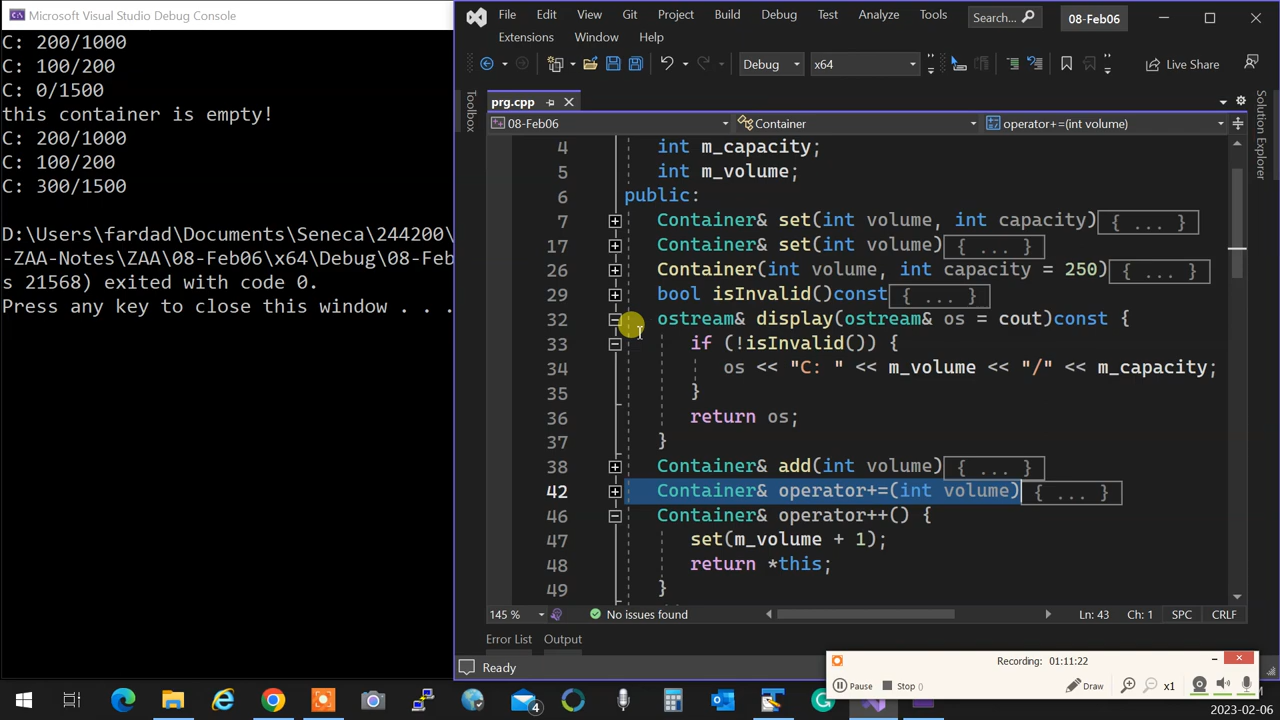 Microsoft Visual Studio Debug Console
C: 200/1000
C: 100/200
C: 0/1500
this container is empty!
C: 200/1000
C: 100/200
C: 300/1500
D:\Users\fardad\Documents\Seneca\244200\
-ZAA-Notes\ZAA\08-Feb06\x64\Debug\08-Feb
s 21568) exited with code 0.
Press any key to close this window . . .
File Edit View Git Project Build Debug Test Analyze Tools Search... 08-Feb06
Extensions Window Help
Debug x64 Live Share
Toolbox
prg.cpp
Solution Explorer
08-Feb06 Container operator+=(int volume)
4 int m_capacity;
5 int m_volume;
6 public:
7 Container& set(int volume, int capacity){ ... }
17 Container& set(int volume){ ... }
26 Container(int volume, int capacity = 250){ ... }
29 bool isInvalid()const{ ... }
32 ostream& display(ostream& os = cout)const {
33 if (!isInvalid()) {
34 os << "C: " << m_volume << "/" << m_capacity;
35 }
36 return os;
37 }
38 Container& add(int volume){ ... }
42 Container& operator+=(int volume){ ... }
46 Container& operator++() {
47 set(m_volume + 1);
48 return *this;
49 }
145 % No issues found Ln: 43 Ch: 1 SPC CRLF
Error List Output
Ready
Recording: 01:11:22
Pause Stop () Draw x1
4
2023-02-06